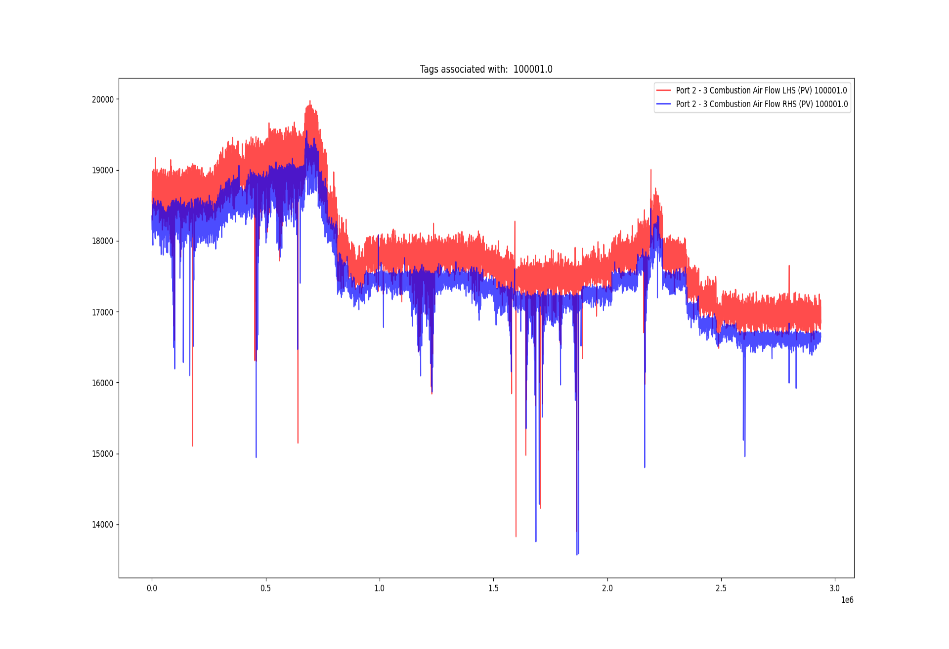 Tags associated with:  100001.0
Port 2 - 3 Combustion Air Flow LHS (PV) 100001.0
Port 2 - 3 Combustion Air Flow RHS (PV) 100001.0
20000
19000
18000
17000
16000
15000
14000
0.0 0.5 1.0 1.5 2.0 2.5 3.0
1e6